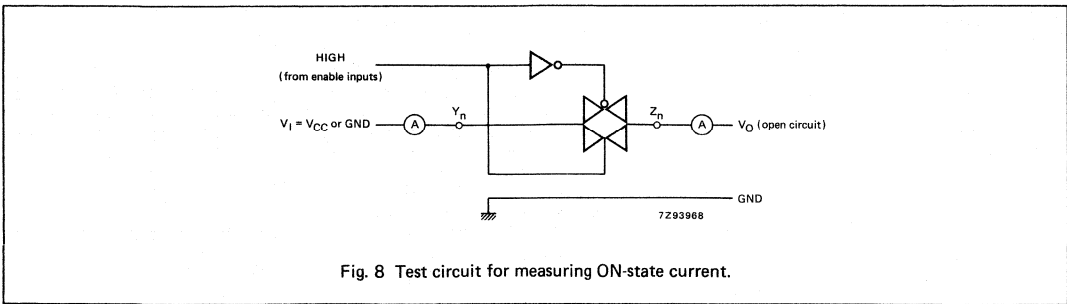 HIGH
(from enable inputs)
V_I = V_CC or GND
A
Y_n
Z_n
A
V_O (open circuit)
GND
7Z93968
Fig. 8 Test circuit for measuring ON-state current.